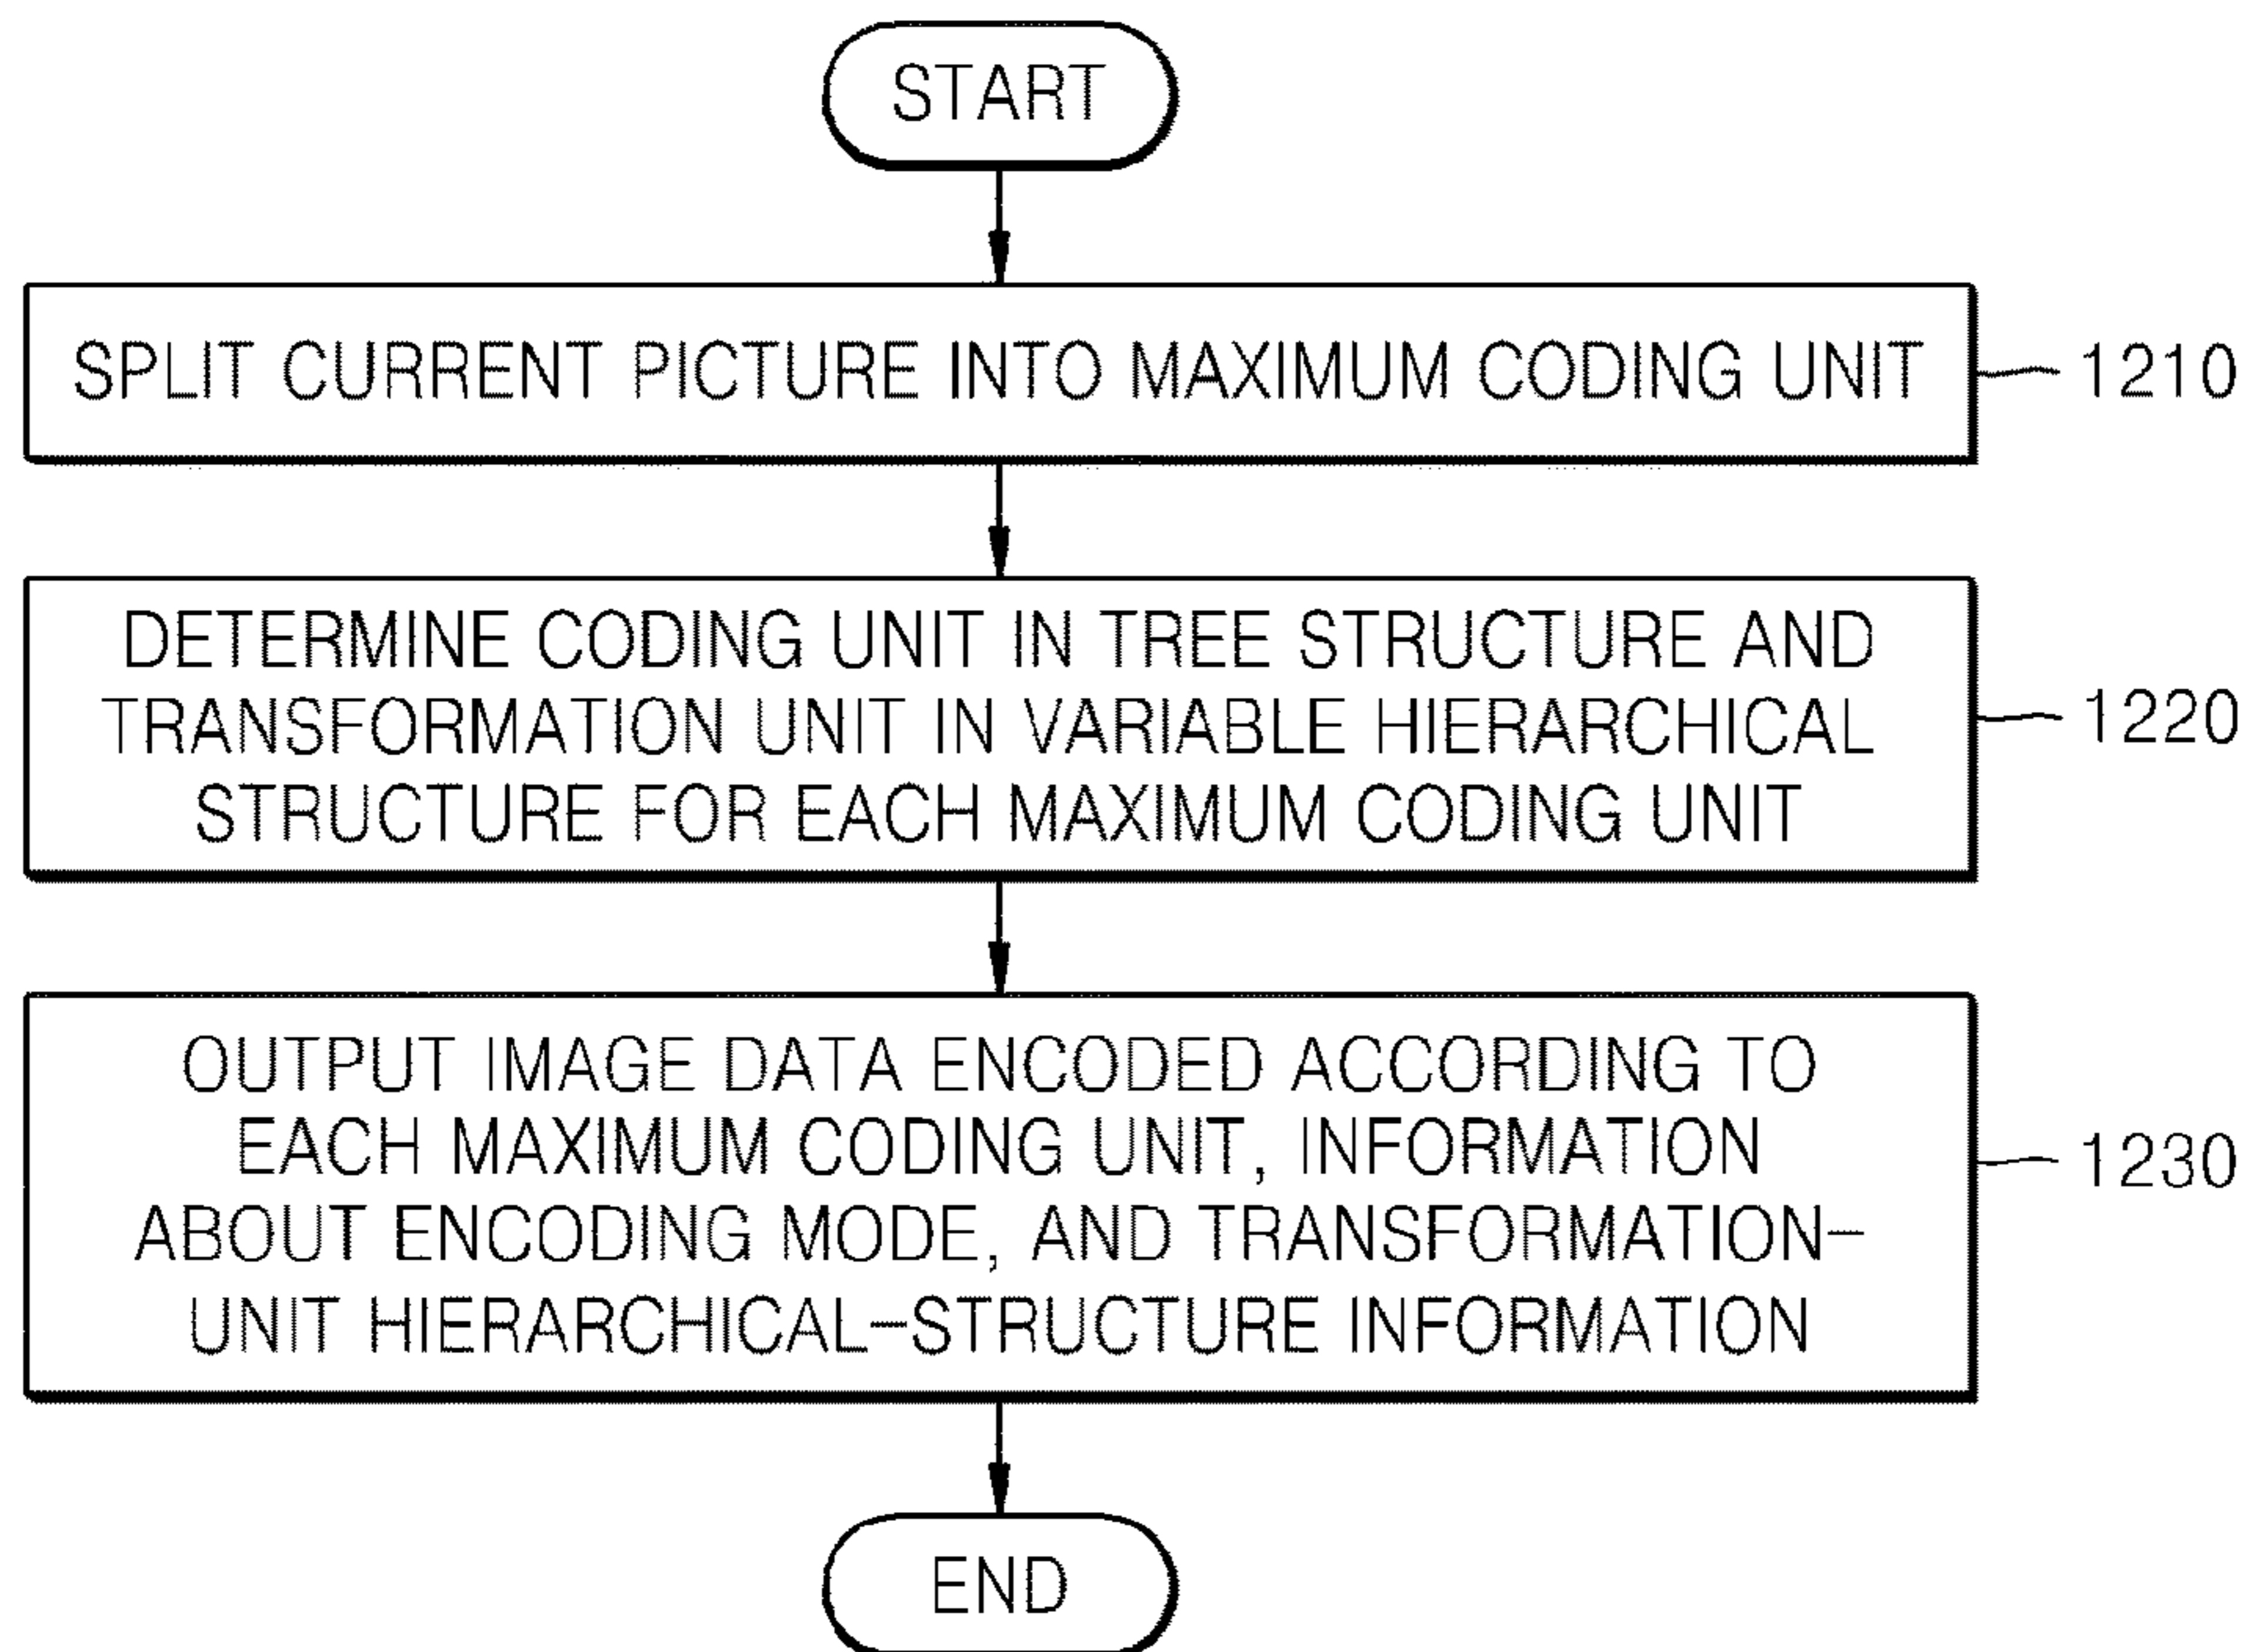 START
SPLIT CURRENT PICTURE INTO MAXIMUM CODING UNIT
1210
DETERMINE CODING UNIT IN TREE STRUCTURE AND
TRANSFORMATION UNIT IN VARIABLE HIERARCHICAL
STRUCTURE FOR EACH MAXIMUM CODING UNIT
1220
OUTPUT IMAGE DATA ENCODED ACCORDING TO
EACH MAXIMUM CODING UNIT, INFORMATION
ABOUT ENCODING MODE, AND TRANSFORMATION-
UNIT HIERARCHICAL-STRUCTURE INFORMATION
1230
END